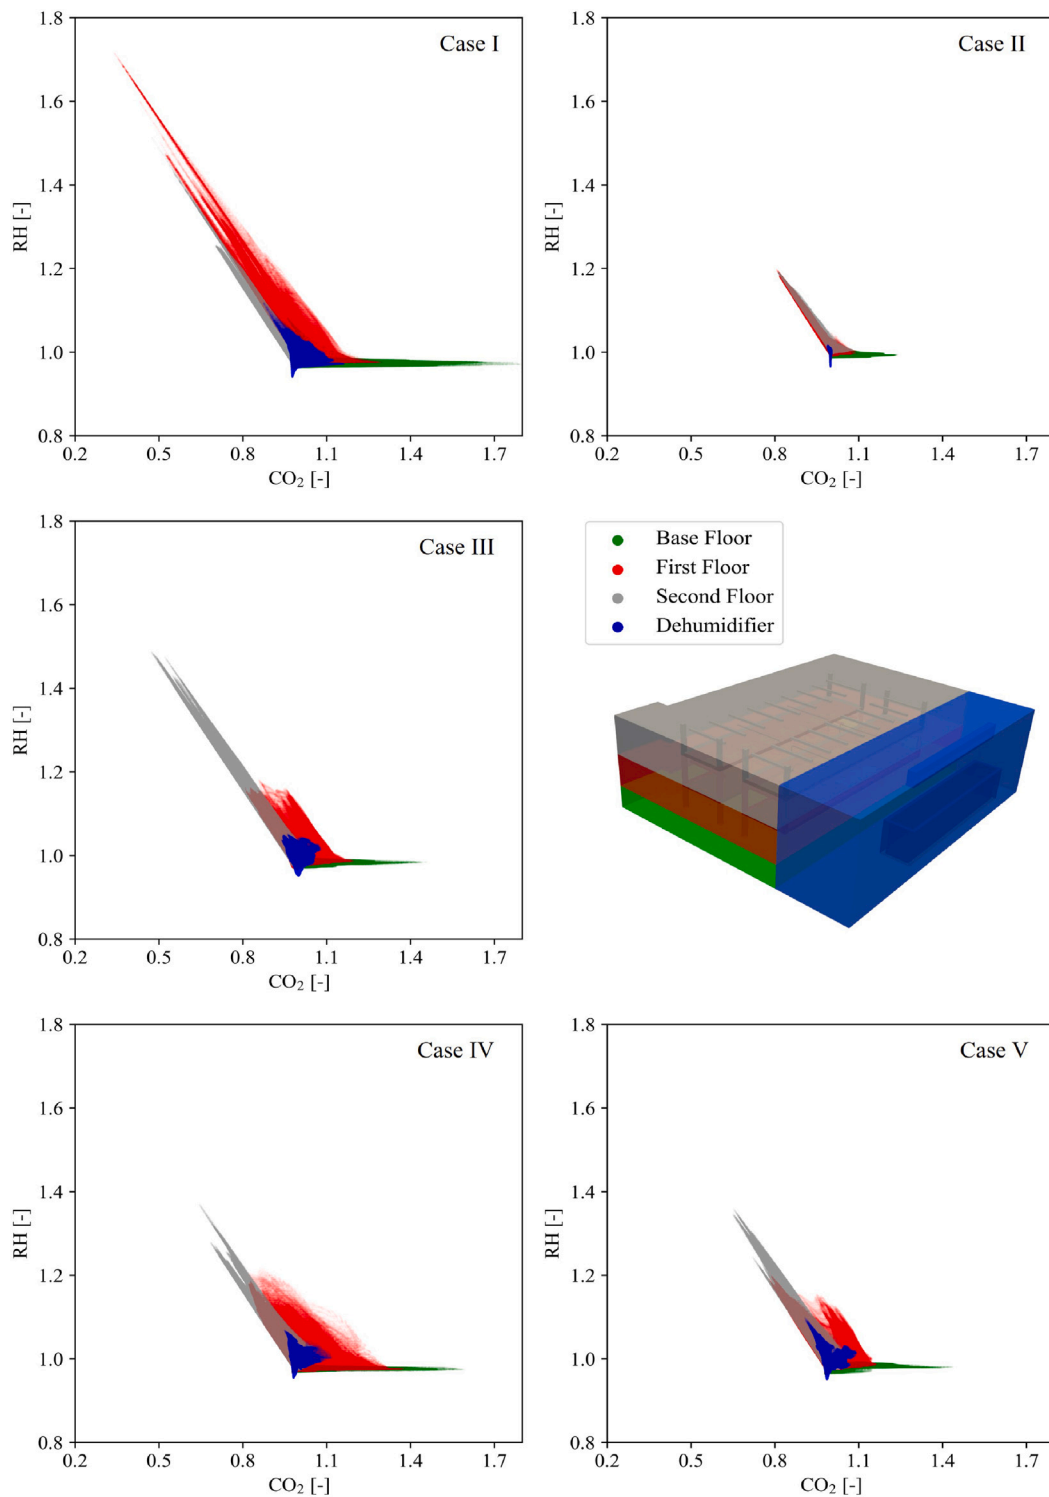 Case I
RH [-]
1.8
1.6
1.4
1.2
1.0
0.8
0.2 0.5 0.8 1.1 1.4 1.7
CO₂ [-]
Case II
RH [-]
1.8
1.6
1.4
1.2
1.0
0.8
0.2 0.5 0.8 1.1 1.4 1.7
CO₂ [-]
Case III
RH [-]
1.8
1.6
1.4
1.2
1.0
0.8
0.2 0.5 0.8 1.1 1.4 1.7
CO₂ [-]
Base Floor
First Floor
Second Floor
Dehumidifier
Case IV
RH [-]
1.8
1.6
1.4
1.2
1.0
0.8
0.2 0.5 0.8 1.1 1.4 1.7
CO₂ [-]
Case V
RH [-]
1.8
1.6
1.4
1.2
1.0
0.8
0.2 0.5 0.8 1.1 1.4 1.7
CO₂ [-]